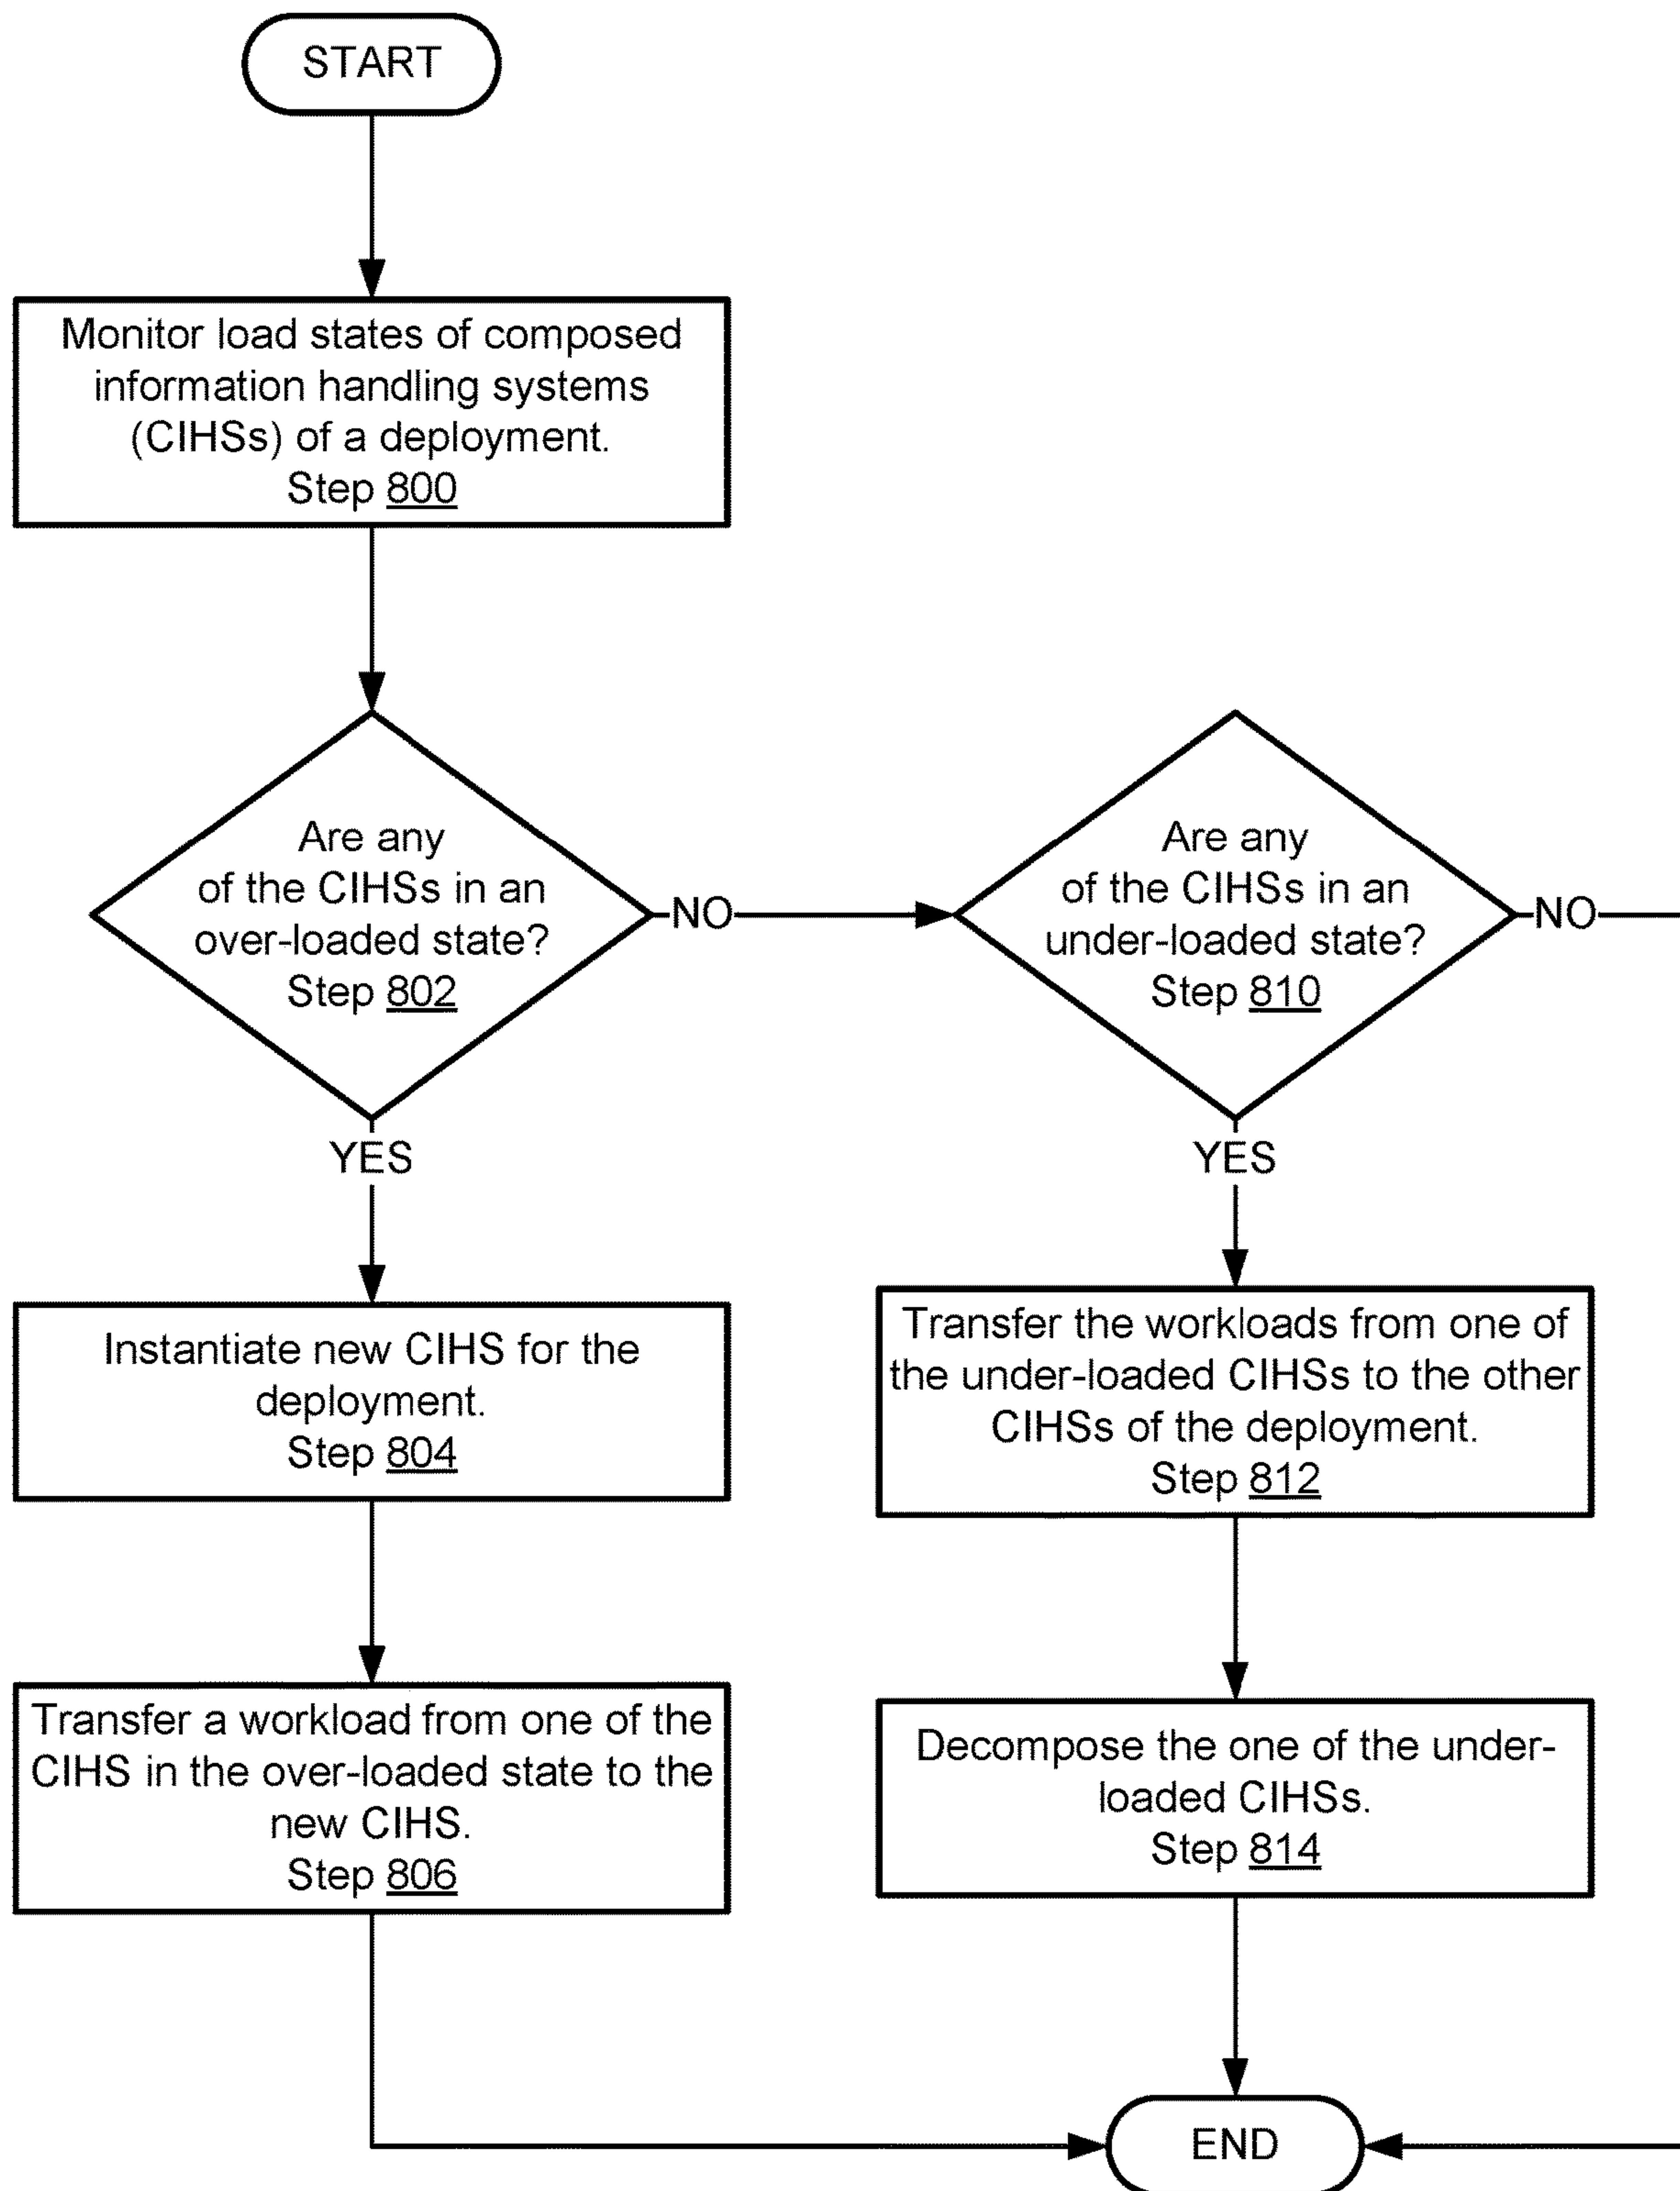 START
Monitor load states of composed
information handling systems
(CIHSs) of a deployment.
Step 800
Are any
of the CIHSs in an
over-loaded state?
Step 802
NO
Are any
of the CIHSs in an
under-loaded state?
Step 810
NO
YES
YES
Instantiate new CIHS for the
deployment.
Step 804
Transfer the workloads from one of
the under-loaded CIHSs to the other
CIHSs of the deployment.
Step 812
Transfer a workload from one of the
CIHS in the over-loaded state to the
new CIHS.
Step 806
Decompose the one of the under-
loaded CIHSs.
Step 814
END